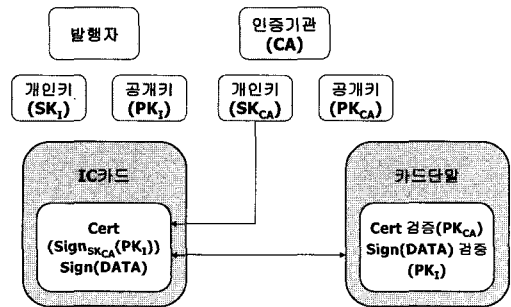 발행자
인증기관
(CA)
개인키
(SK_I)
공개키
(PK_I)
개인키
(SK_CA)
공개키
(PK_CA)
IC카드
Cert
(Sign_SK_CA(PK_I))
Sign(DATA)
카드단말
Cert 검증(PK_CA)
Sign(DATA) 검증
(PK_I)